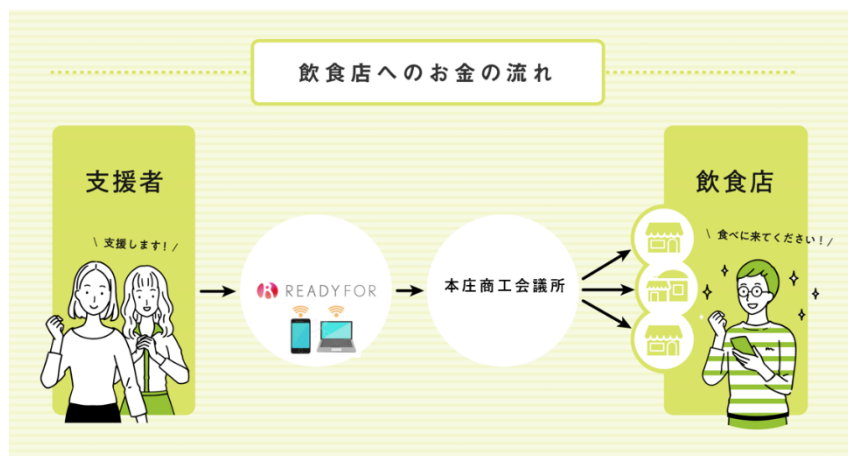 飲食店へのお金の流れ
支援者
\ 支援します! /
READYFOR
本庄商工会議所
飲食店
\ 食べに来てください! /